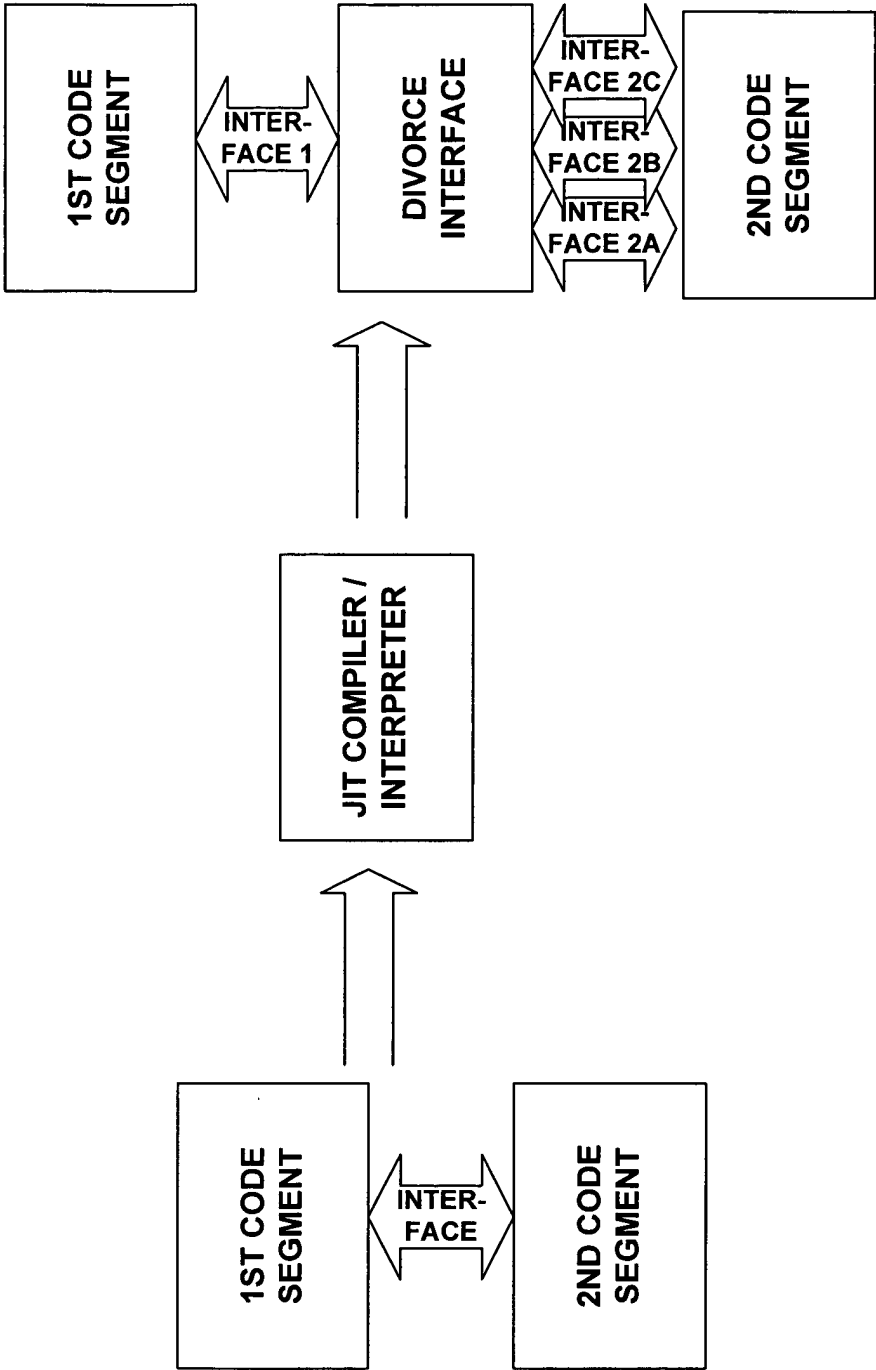 1ST CODE
SEGMENT
INTER-
FACE 1
DIVORCE
INTERFACE
INTER-
FACE 2C
INTER-
FACE 2B
INTER-
FACE 2A
2ND CODE
SEGMENT
JIT COMPILER /
INTERPRETER
1ST CODE
SEGMENT
INTER-
FACE
2ND CODE
SEGMENT